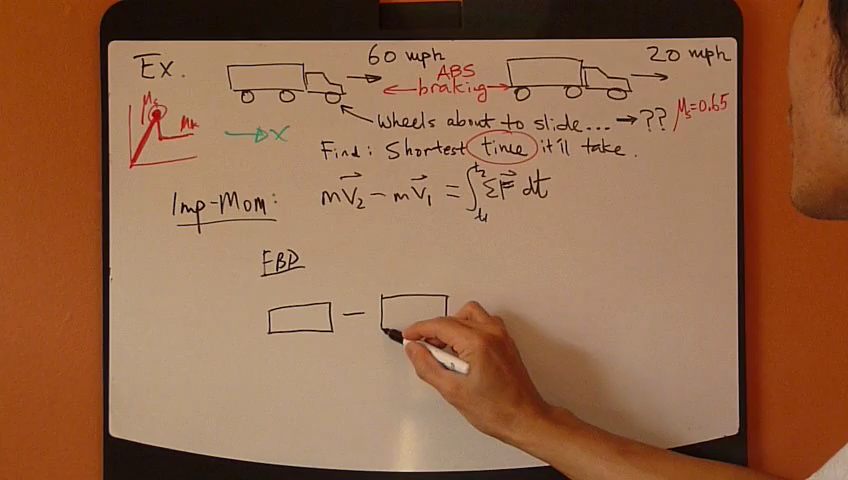 Ex. 60 mph ABS braking 20 mph
μs μk → X
Wheels about to slide... → ?? μs=0.65
Find: Shortest time it'll take.
Imp-Mom: mV₂ - mV₁ = ∫t₁t₂ ΣF dt
FBD